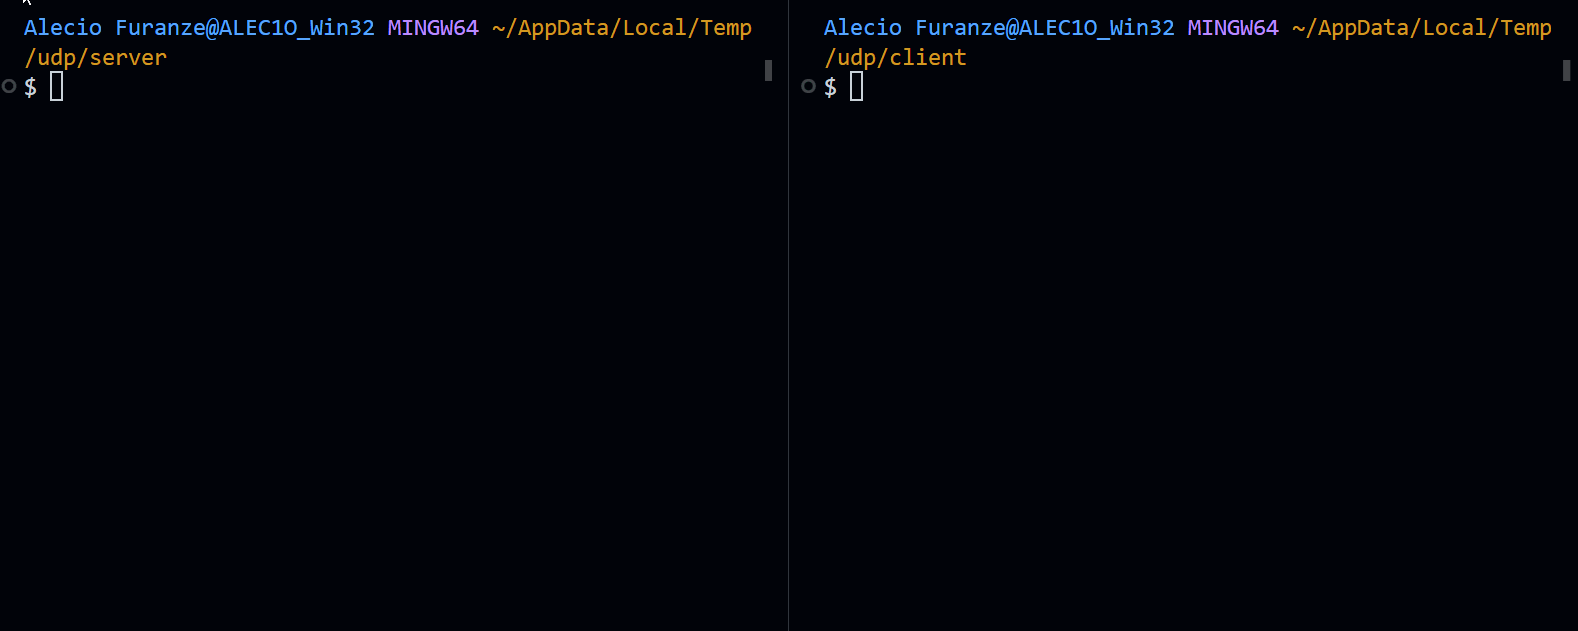 Alecio Furanze@ALEC1O_Win32 MINGW64 ~/AppData/Local/Temp
/udp/server
$
Alecio Furanze@ALEC1O_Win32 MINGW64 ~/AppData/Local/Temp
/udp/client
$